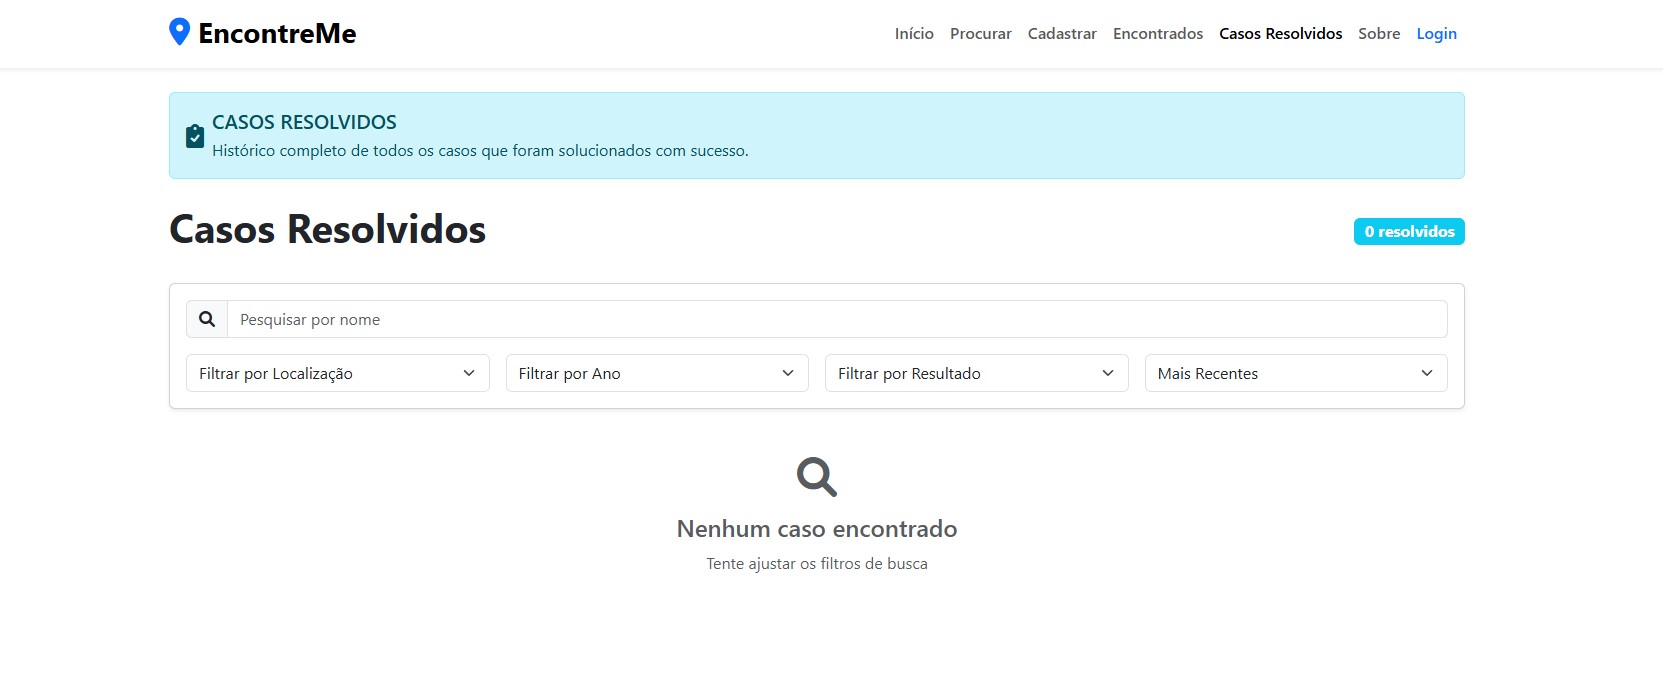 EncontreMe
Início Procurar Cadastrar Encontrados Casos Resolvidos Sobre Login
CASOS RESOLVIDOS
Histórico completo de todos os casos que foram solucionados com sucesso.
Casos Resolvidos
0 resolvidos
Pesquisar por nome
Filtrar por Localização Filtrar por Ano Filtrar por Resultado Mais Recentes
Nenhum caso encontrado
Tente ajustar os filtros de busca